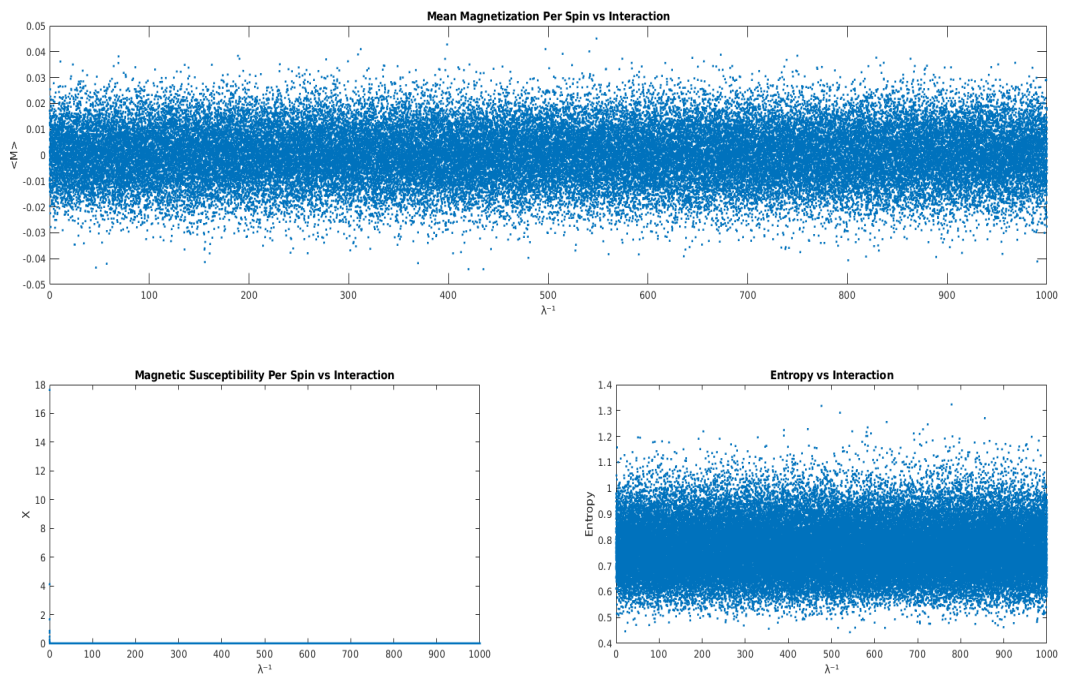 Mean Magnetization Per Spin vs Interaction
0.05
0.04
0.03
0.02
0.01
0
-0.01
-0.02
-0.03
-0.04
-0.05
<M>
0 100 200 300 400 500 600 700 800 900 1000
λ⁻¹
Magnetic Susceptibility Per Spin vs Interaction
18
16
14
12
10
8
6
4
2
0
X
0 100 200 300 400 500 600 700 800 900 1000
λ⁻¹
Entropy vs Interaction
1.4
1.3
1.2
1.1
1
0.9
0.8
0.7
0.6
0.5
0.4
Entropy
0 100 200 300 400 500 600 700 800 900 1000
λ⁻¹